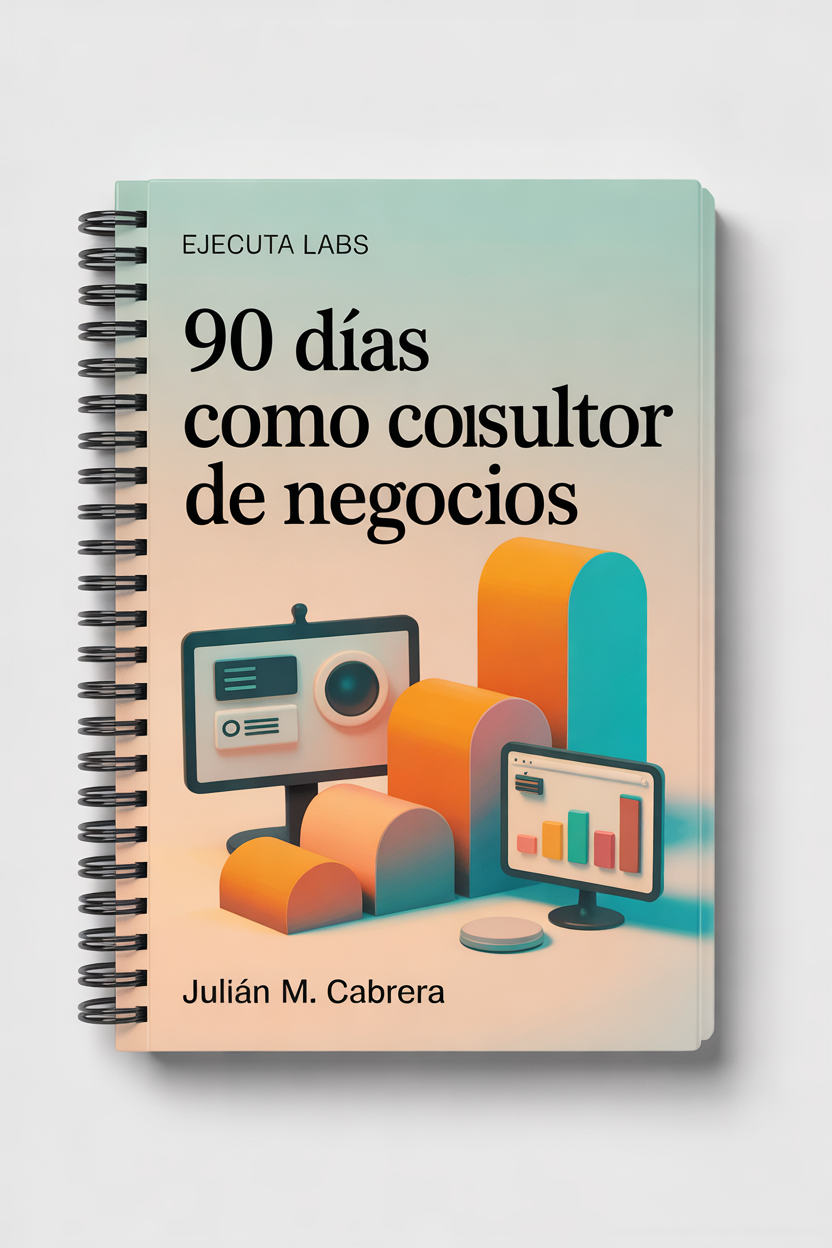 EJECUTA LABS
90 días
como coısultor
de negocios
Julián M. Cabrera